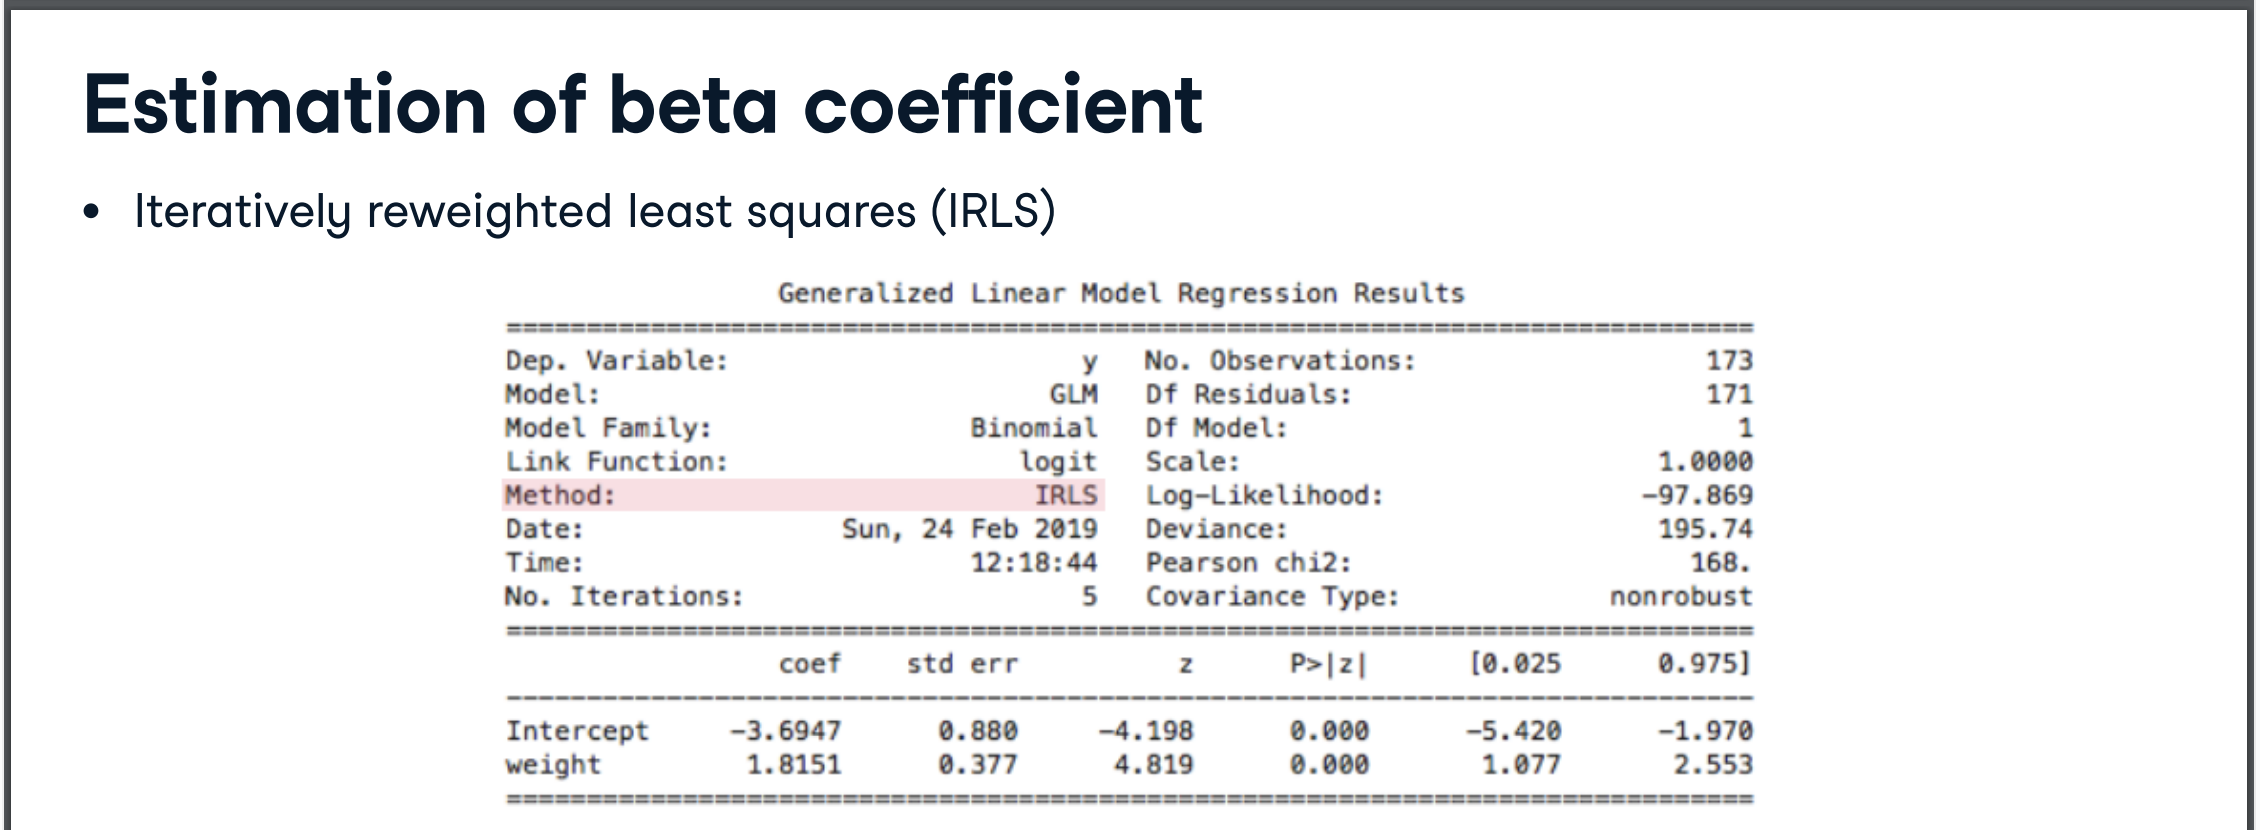 Estimation of beta coefficient
• Iteratively reweighted least squares (IRLS)
Generalized Linear Model Regression Results
==============================================================================
Dep. Variable: y No. Observations: 173
Model: GLM Df Residuals: 171
Model Family: Binomial Df Model: 1
Link Function: logit Scale: 1.0000
Method: IRLS Log-Likelihood: -97.869
Date: Sun, 24 Feb 2019 Deviance: 195.74
Time: 12:18:44 Pearson chi2: 168.
No. Iterations: 5 Covariance Type: nonrobust
==============================================================================
coef std err z P>|z| [0.025 0.975]
------------------------------------------------------------------------------
Intercept -3.6947 0.880 -4.198 0.000 -5.420 -1.970
weight 1.8151 0.377 4.819 0.000 1.077 2.553
==============================================================================